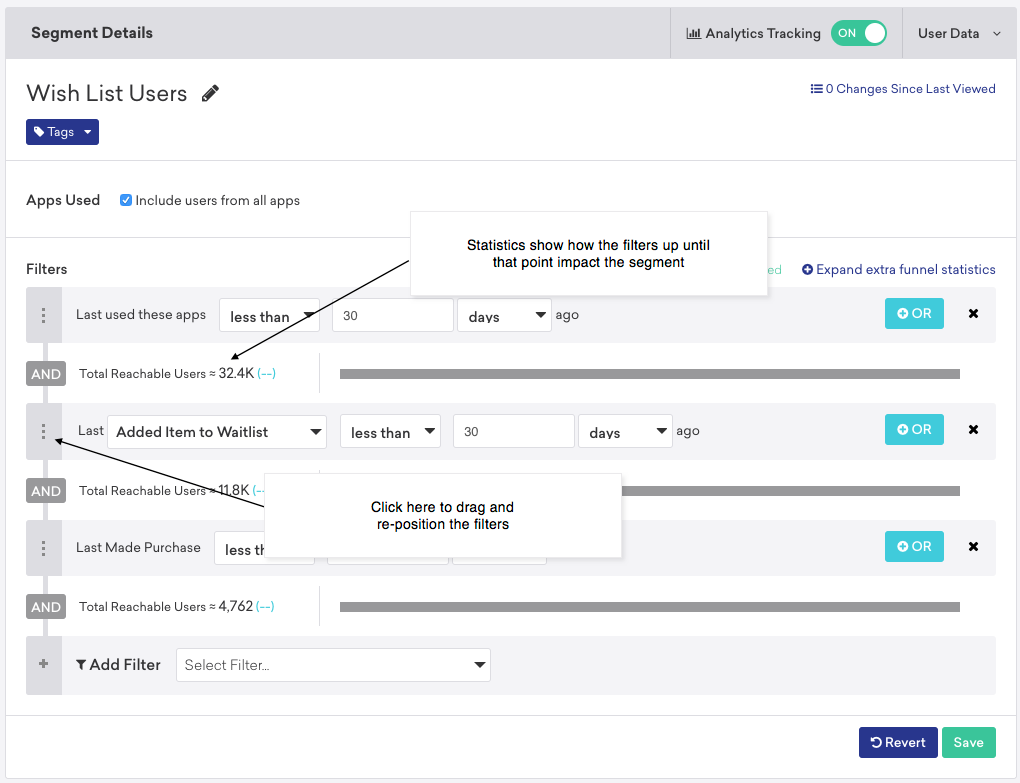 Segment Details
Analytics Tracking ON
User Data
Wish List Users
0 Changes Since Last Viewed
Tags
Apps Used
Include users from all apps
Statistics show how the filters up until
that point impact the segment
Filters
Expand extra funnel statistics
Last used these apps less than 30 days ago
OR
AND Total Reachable Users ≈ 32.4K (--)
Last Added Item to Waitlist less than 30 days ago
OR
AND Total Reachable Users ≈ 11.8K (--
Click here to drag and
re-position the filters
Last Made Purchase less
OR
AND Total Reachable Users ≈ 4,762 (--)
+ Add Filter Select Filter...
Revert Save